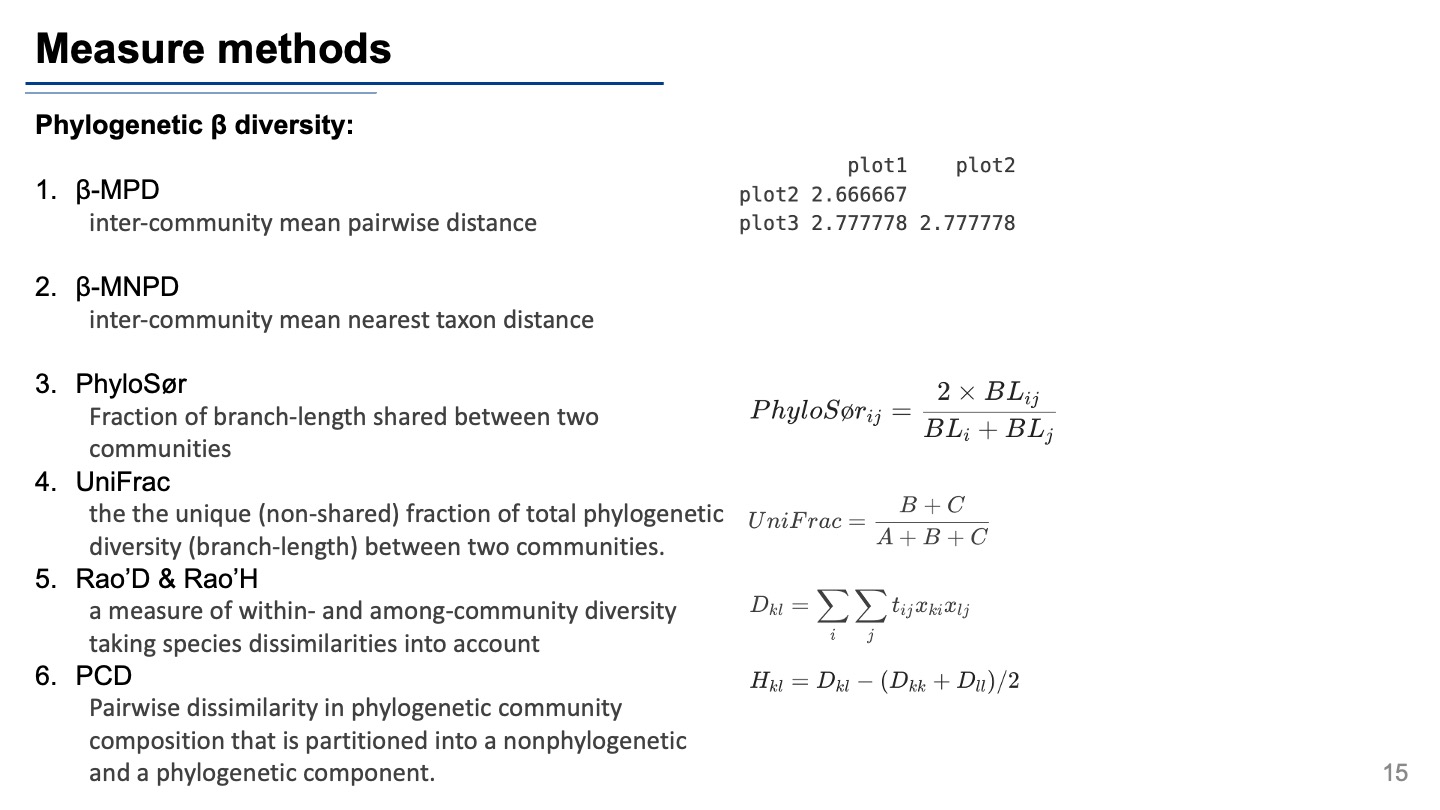 Measure methods
Phylogenetic β diversity:
1. β-MPD
inter-community mean pairwise distance
plot1 plot2
plot2 2.666667
plot3 2.777778 2.777778
2. β-MNPD
inter-community mean nearest taxon distance
3. PhyloSør
Fraction of branch-length shared between two
communities
PhyloSør_{ij} = \frac{2 × BL_{ij}}{BL_i + BL_j}
4. UniFrac
the the unique (non-shared) fraction of total phylogenetic
diversity (branch-length) between two communities.
UniFrac = \frac{B + C}{A + B + C}
5. Rao’D & Rao’H
a measure of within- and among-community diversity
taking species dissimilarities into account
D_{kl} = \sum_i \sum_j t_{ij} x_{ki} x_{lj}
6. PCD
Pairwise dissimilarity in phylogenetic community
composition that is partitioned into a nonphylogenetic
and a phylogenetic component.
H_{kl} = D_{kl} − (D_{kk} + D_{ll})/2
15